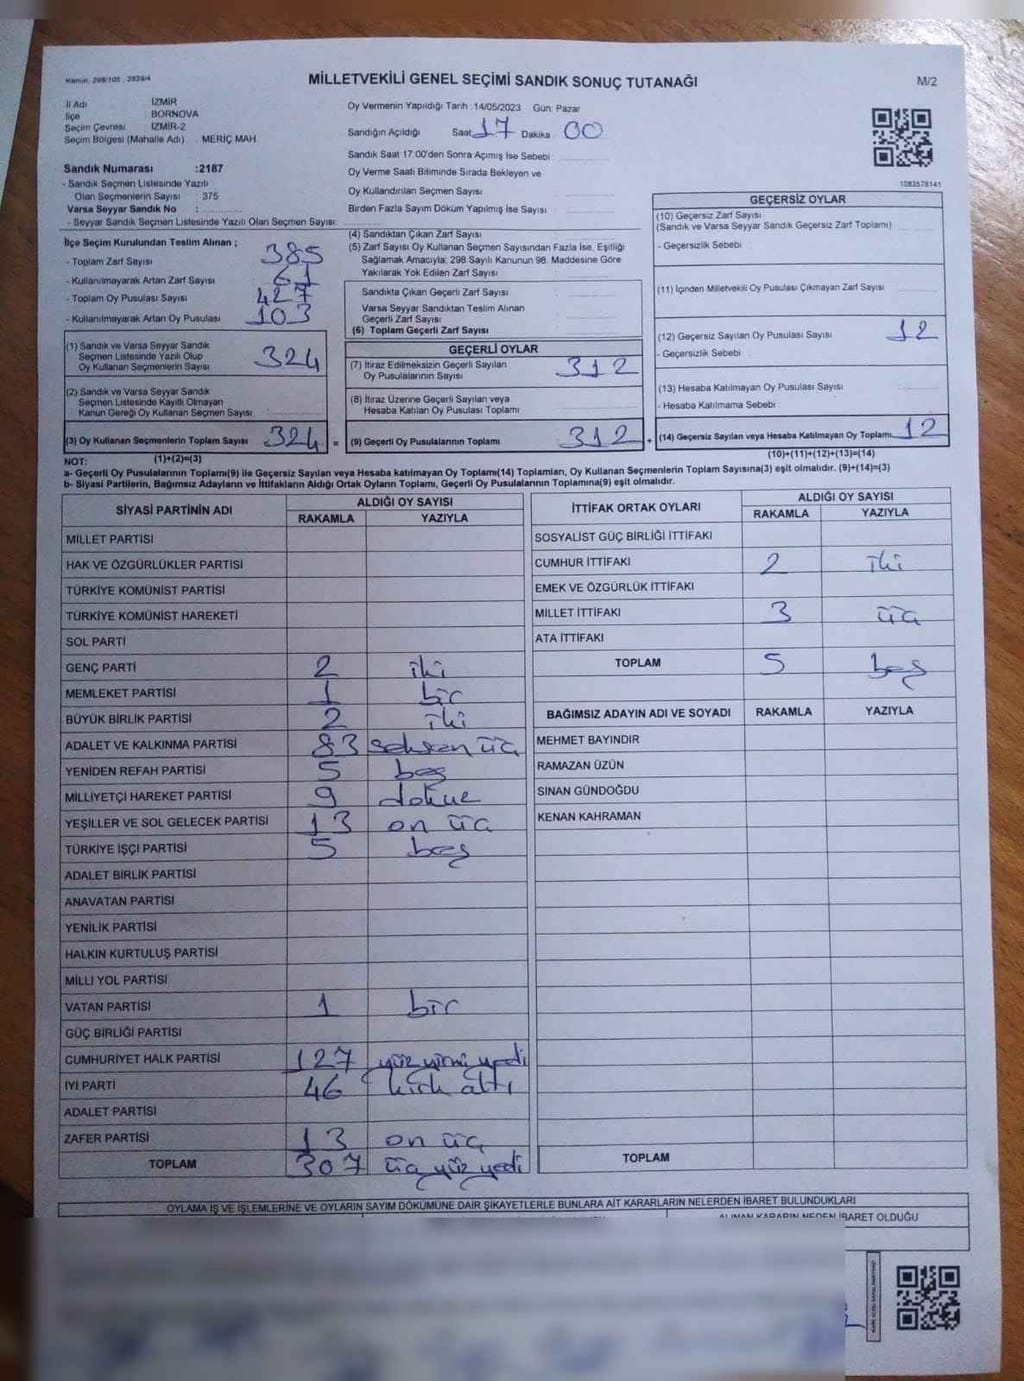 Kanun. 298/105 , 2839/4
MİLLETVEKİLİ GENEL SEÇİMİ SANDIK SONUÇ TUTANAĞI
M/2
İl Adı İZMİR
İlçe BORNOVA
Seçim Çevresi İZMİR-2
Seçim Bölgesi (Mahalle Adı) MERİÇ MAH
Oy Vermenin Yapıldığı Tarih :14/05/2023 Gün: Pazar
Sandığın Açıldığı Saat 17 Dakika 00
Sandık Saat 17:00'den Sonra Açımış İse Sebebi :
Oy Verme Saati Bitiminde Sırada Bekleyen ve
Oy Kullandırılan Seçmen Sayısı
Birden Fazla Sayım Döküm Yapılmış İse Sayısı
1083578141
Sandık Numarası :2187
- Sandık Seçmen Listesinde Yazılı
Olan Seçmenlerin Sayısı : 375
Varsa Seyyar Sandık No :
- Seyyar Sandık Seçmen Listesinde Yazılı Olan Seçmen Sayısı:
İlçe Seçim Kurulundan Teslim Alınan ;
- Toplam Zarf Sayısı 385
- Kullanılmayarak Artan Zarf Sayısı 61
- Toplam Oy Pusulası Sayısı 427
- Kullanılmayarak Artan Oy Pusulası 103
(1) Sandık ve Varsa Seyyar Sandık
Seçmen Listesinde Yazılı Olup
Oy Kullanan Seçmenlerin Sayısı 324
(2) Sandık ve Varsa Seyyar Sandık
Seçmen Listesinde Kayıtlı Olmayan
Kanun Gereği Oy Kullanan Seçmen Sayısı
(3) Oy Kullanan Seçmenlerin Toplam Sayısı 324 =
(1)+(2)=(3)
(4) Sandıktan Çıkan Zarf Sayısı
(5) Zarf Sayısı Oy Kullanan Seçmen Sayısından Fazla İse, Eşitliği
Sağlamak Amacıyla; 298 Sayılı Kanunun 98. Maddesine Göre
Yakılarak Yok Edilen Zarf Sayısı :
Sandıkta Çıkan Geçerli Zarf Sayısı
Varsa Seyyar Sandıktan Teslim Alınan
Geçerli Zarf Sayısı
(6) Toplam Geçerli Zarf Sayısı
GEÇERLİ OYLAR
(7) İtiraz Edilmeksizin Geçerli Sayılan
Oy Pusulalarının Sayısı 312
(8) İtiraz Üzerine Geçerli Sayılan veya
Hesaba Katılan Oy Pusulası Toplamı
(9) Geçerli Oy Pusulalarının Toplamı 312 +
GEÇERSİZ OYLAR
(10) Geçersiz Zarf Sayısı
(Sandık ve Varsa Seyyar Sandık Geçersiz Zarf Toplamı)
- Geçersizlik Sebebi
(11) İçinden Milletvekili Oy Pusulası Çıkmayan Zarf Sayısı
(12) Geçersiz Sayılan Oy Pusulası Sayısı 12
- Geçersizlik Sebebi
(13) Hesaba Katılmayan Oy Pusulası Sayısı
- Hesaba Katılmama Sebebi :
(14) Geçersiz Sayılan veya Hesaba Katılmayan Oy Toplamı 12
(10)+(11)+(12)+(13)=(14)
NOT:
a- Geçerli Oy Pusulalarının Toplamı(9) ile Geçersiz Sayılan veya Hesaba katılmayan Oy Toplamı(14) Toplamları, Oy Kullanan Seçmenlerin Toplam Sayısına(3) eşit olmalıdır. (9)+(14)=(3)
b- Siyasi Partilerin, Bağımsız Adayların ve İttifakların Aldığı Ortak Oyların Toplamı, Geçerli Oy Pusulalarının Toplamına(9) eşit olmalıdır.
SİYASİ PARTİNİN ADI ALDIĞI OY SAYISI
RAKAMLA YAZIYLA
MİLLET PARTİSİ
HAK VE ÖZGÜRLÜKLER PARTİSİ
TÜRKİYE KOMÜNİST PARTİSİ
TÜRKİYE KOMÜNİST HAREKETİ
SOL PARTİ
GENÇ PARTİ 2 iki
MEMLEKET PARTİSİ 1 bir
BÜYÜK BİRLİK PARTİSİ 2 iki
ADALET VE KALKINMA PARTİSİ 83 seksen üç
YENİDEN REFAH PARTİSİ 5 beş
MİLLİYETÇİ HAREKET PARTİSİ 9 dokuz
YEŞİLLER VE SOL GELECEK PARTİSİ 13 on üç
TÜRKİYE İŞÇİ PARTİSİ 5 beş
ADALET BİRLİK PARTİSİ
ANAVATAN PARTİSİ
YENİLİK PARTİSİ
HALKIN KURTULUŞ PARTİSİ
MİLLİ YOL PARTİSİ
VATAN PARTİSİ 1 bir
GÜÇ BİRLİĞİ PARTİSİ
CUMHURİYET HALK PARTİSİ 127 yüz yirmi yedi
İYİ PARTİ 46 kırk altı
ADALET PARTİSİ
ZAFER PARTİSİ 13 on üç
TOPLAM 307 üç yüz yedi
İTTİFAK ORTAK OYLARI ALDIĞI OY SAYISI
RAKAMLA YAZIYLA
SOSYALİST GÜÇ BİRLİĞİ İTTİFAKI
CUMHUR İTTİFAKI 2 iki
EMEK VE ÖZGÜRLÜK İTTİFAKI
MİLLET İTTİFAKI 3 üç
ATA İTTİFAKI
TOPLAM 5 beş
BAĞIMSIZ ADAYIN ADI VE SOYADI RAKAMLA YAZIYLA
MEHMET BAYINDIR
RAMAZAN ÜZÜN
SİNAN GÜNDOĞDU
KENAN KAHRAMAN
TOPLAM
OYLAMA İŞ VE İŞLEMLERİNE VE OYLARIN SAYIM DÖKÜMÜNE DAİR ŞİKAYETLERLE BUNLARA AİT KARARLARIN NELERDEN İBARET BULUNDUKLARI
ALINAN KARARIN NEDEN İBARET OLDUĞU